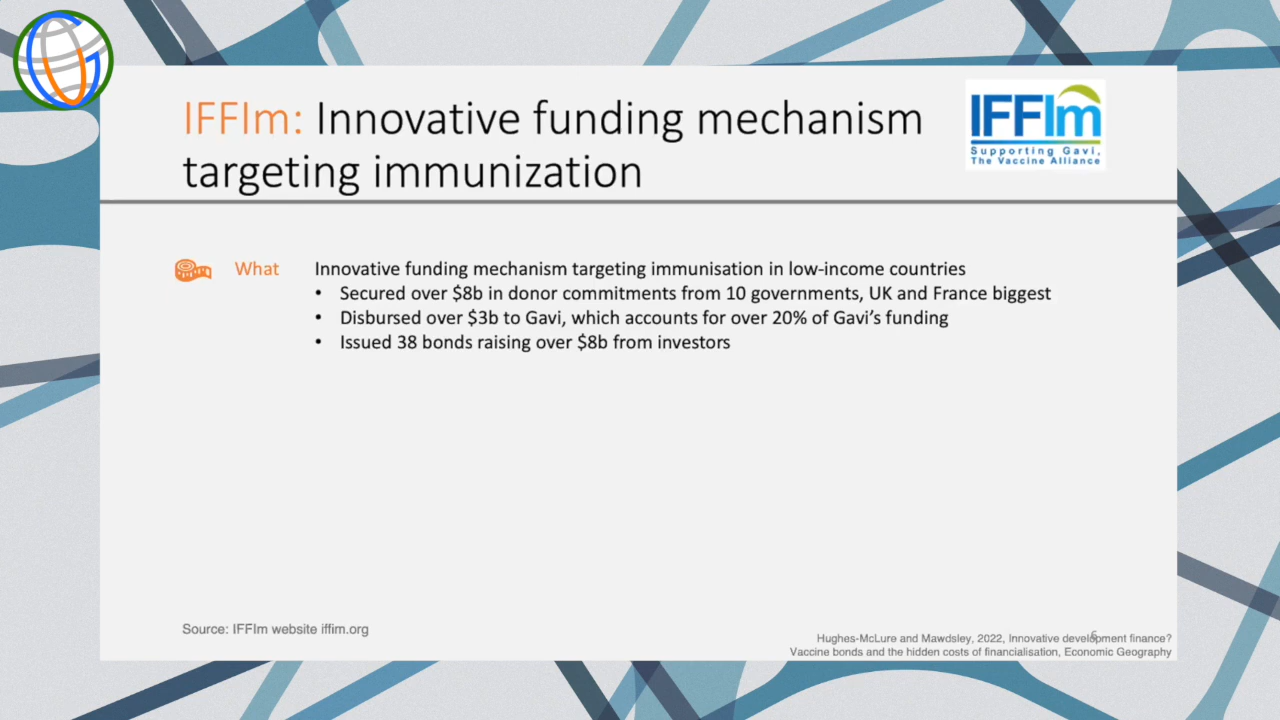 IFFIm: Innovative funding mechanism
targeting immunization
IFFIm
Supporting Gavi,
The Vaccine Alliance
What
Innovative funding mechanism targeting immunisation in low-income countries
• Secured over $8b in donor commitments from 10 governments, UK and France biggest
• Disbursed over $3b to Gavi, which accounts for over 20% of Gavi's funding
• Issued 38 bonds raising over $8b from investors
Source: IFFIm website iffim.org
Hughes-McLure and Mawdsley, 2022, Innovative development finance?
Vaccine bonds and the hidden costs of financialisation, Economic Geography